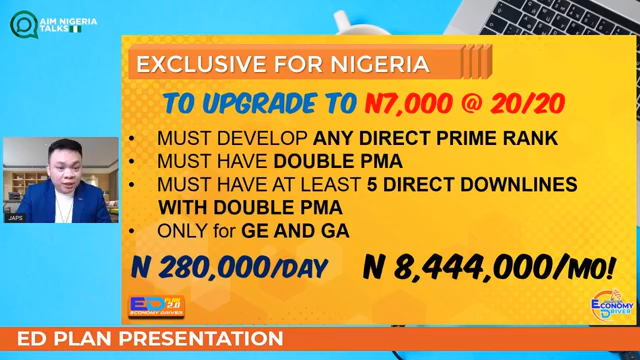 AIM NIGERIA
TALKS
EXCLUSIVE FOR NIGERIA
TO UPGRADE TO N7,000 @ 20/20
• MUST DEVELOP ANY DIRECT PRIME RANK
• MUST HAVE DOUBLE PMA
• MUST HAVE AT LEAST 5 DIRECT DOWNLINES
WITH DOUBLE PMA
• ONLY for GE AND GA
JAPS
N 280,000/DAY N 8,444,000/MO!
ED PLAN 2.0
ECONOMY DRIVER
ECONOMY
DRIVER
ED PLAN PRESENTATION